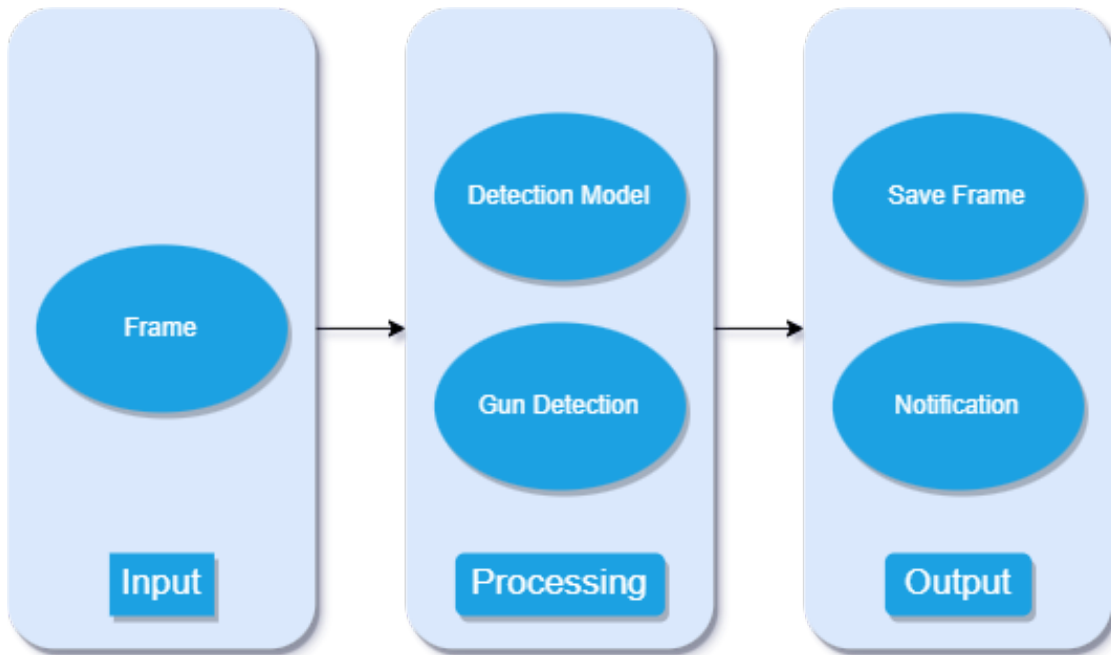 Frame
Input
Detection Model
Gun Detection
Processing
Save Frame
Notification
Output